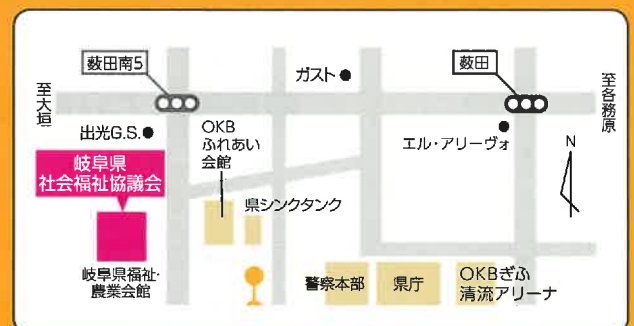 藪田南5
ガスト
藪田
至大垣
至各務原
出光G.S.
OKB
ふれあい
会館
エル・アリーヴォ
N
岐阜県
社会福祉協議会
県シンクタンク
岐阜県福祉・
農業会館
警察本部
県庁
OKBぎふ
清流アリーナ